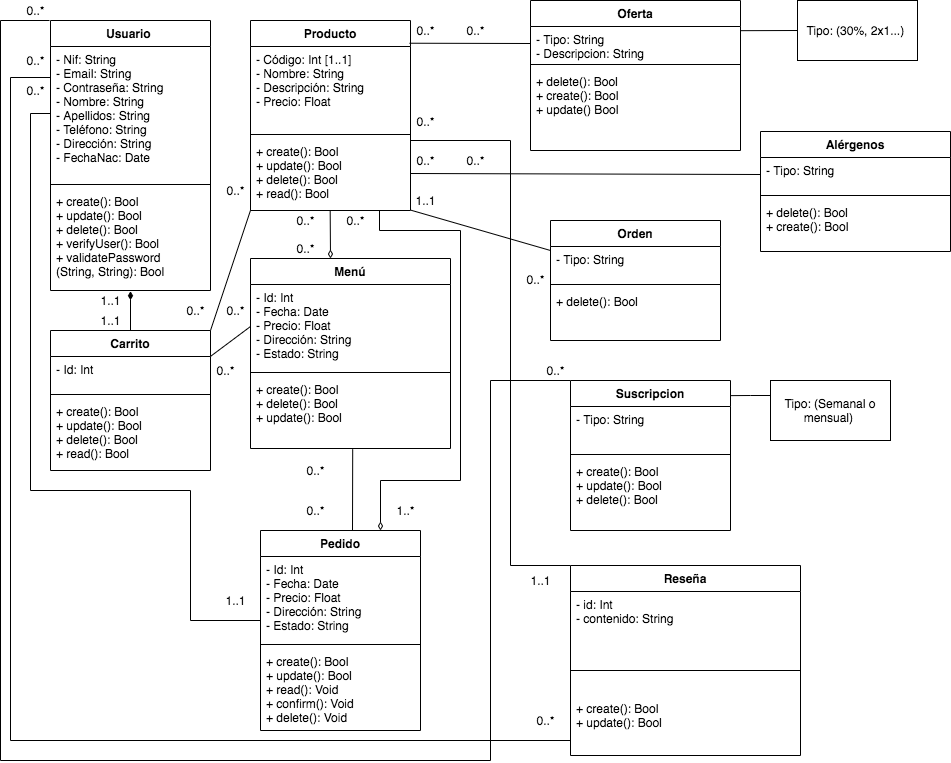 0..*
Usuario
0..*
- Nif: String
- Email: String
0..*
- Contraseña: String
- Nombre: String
- Apellidos: String
- Teléfono: String
- Dirección: String
- FechaNac: Date
+ create(): Bool
+ update(): Bool
+ delete(): Bool
+ verifyUser(): Bool
+ validatePassword
(String, String): Bool
1..1
1..1
Carrito
- Id: Int
+ create(): Bool
+ update(): Bool
+ delete(): Bool
+ read(): Bool
Producto
- Código: Int [1..1]
- Nombre: String
- Descripción: String
- Precio: Float
+ create(): Bool
+ update(): Bool
+ delete(): Bool
+ read(): Bool
0..*
0..*
0..*
0..*
0..*
1..1
0..*
0..*
0..*
0..*
0..*
0..*
0..*
Menú
- Id: Int
- Fecha: Date
- Precio: Float
- Dirección: String
- Estado: String
+ create(): Bool
+ delete(): Bool
+ update(): Bool
0..*
0..*
1..*
Pedido
1..1
- Id: Int
- Fecha: Date
- Precio: Float
- Dirección: String
- Estado: String
+ create(): Bool
+ update(): Bool
+ read(): Void
+ confirm(): Void
+ delete(): Void
Oferta
- Tipo: String
- Descripcion: String
+ delete(): Bool
+ create(): Bool
+ update() Bool
Tipo: (30%, 2x1...)
Alérgenos
- Tipo: String
+ delete(): Bool
+ create(): Bool
Orden
- Tipo: String
0..*
+ delete(): Bool
0..*
Suscripcion
- Tipo: String
+ create(): Bool
+ update(): Bool
+ delete(): Bool
Tipo: (Semanal o
mensual)
1..1
Reseña
- id: Int
- contenido: String
+ create(): Bool
+ update(): Bool
0..*